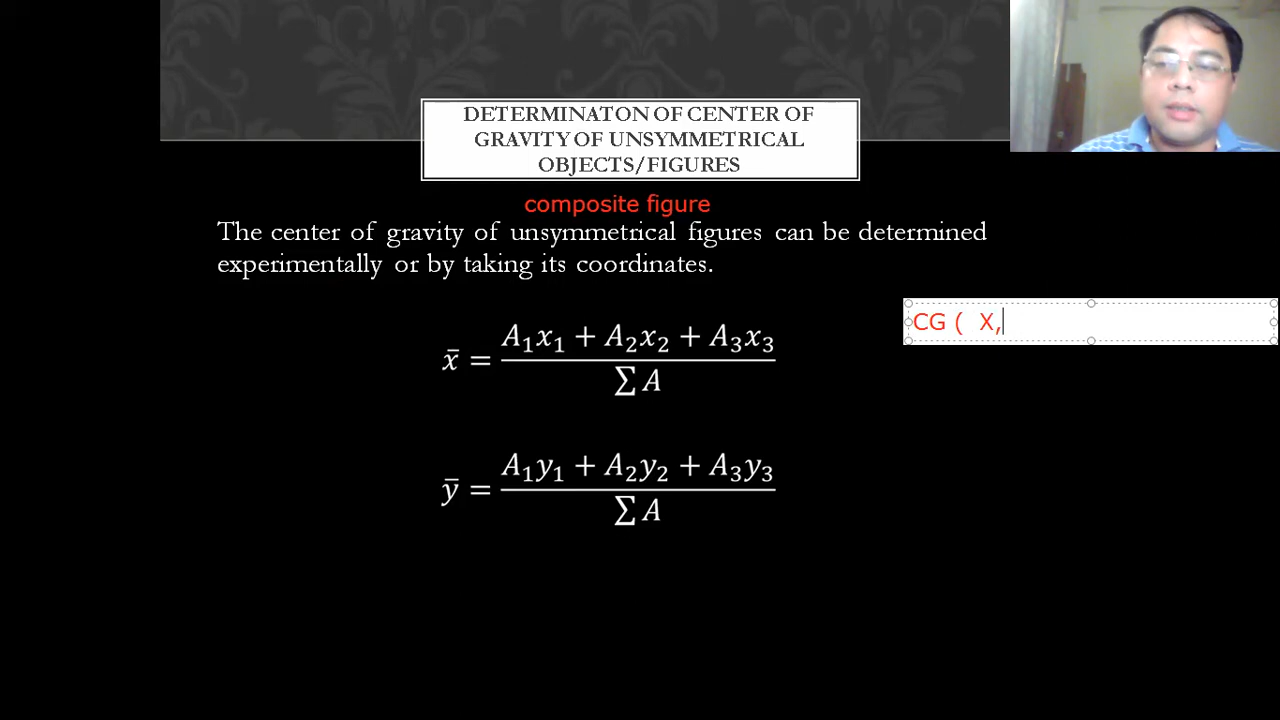 DETERMINATON OF CENTER OF
GRAVITY OF UNSYMMETRICAL
OBJECTS/FIGURES
composite figure
The center of gravity of unsymmetrical figures can be determined
experimentally or by taking its coordinates.
CG ( X,
x̄ = (A₁x₁ + A₂x₂ + A₃x₃) / ∑ A
ȳ = (A₁y₁ + A₂y₂ + A₃y₃) / ∑ A